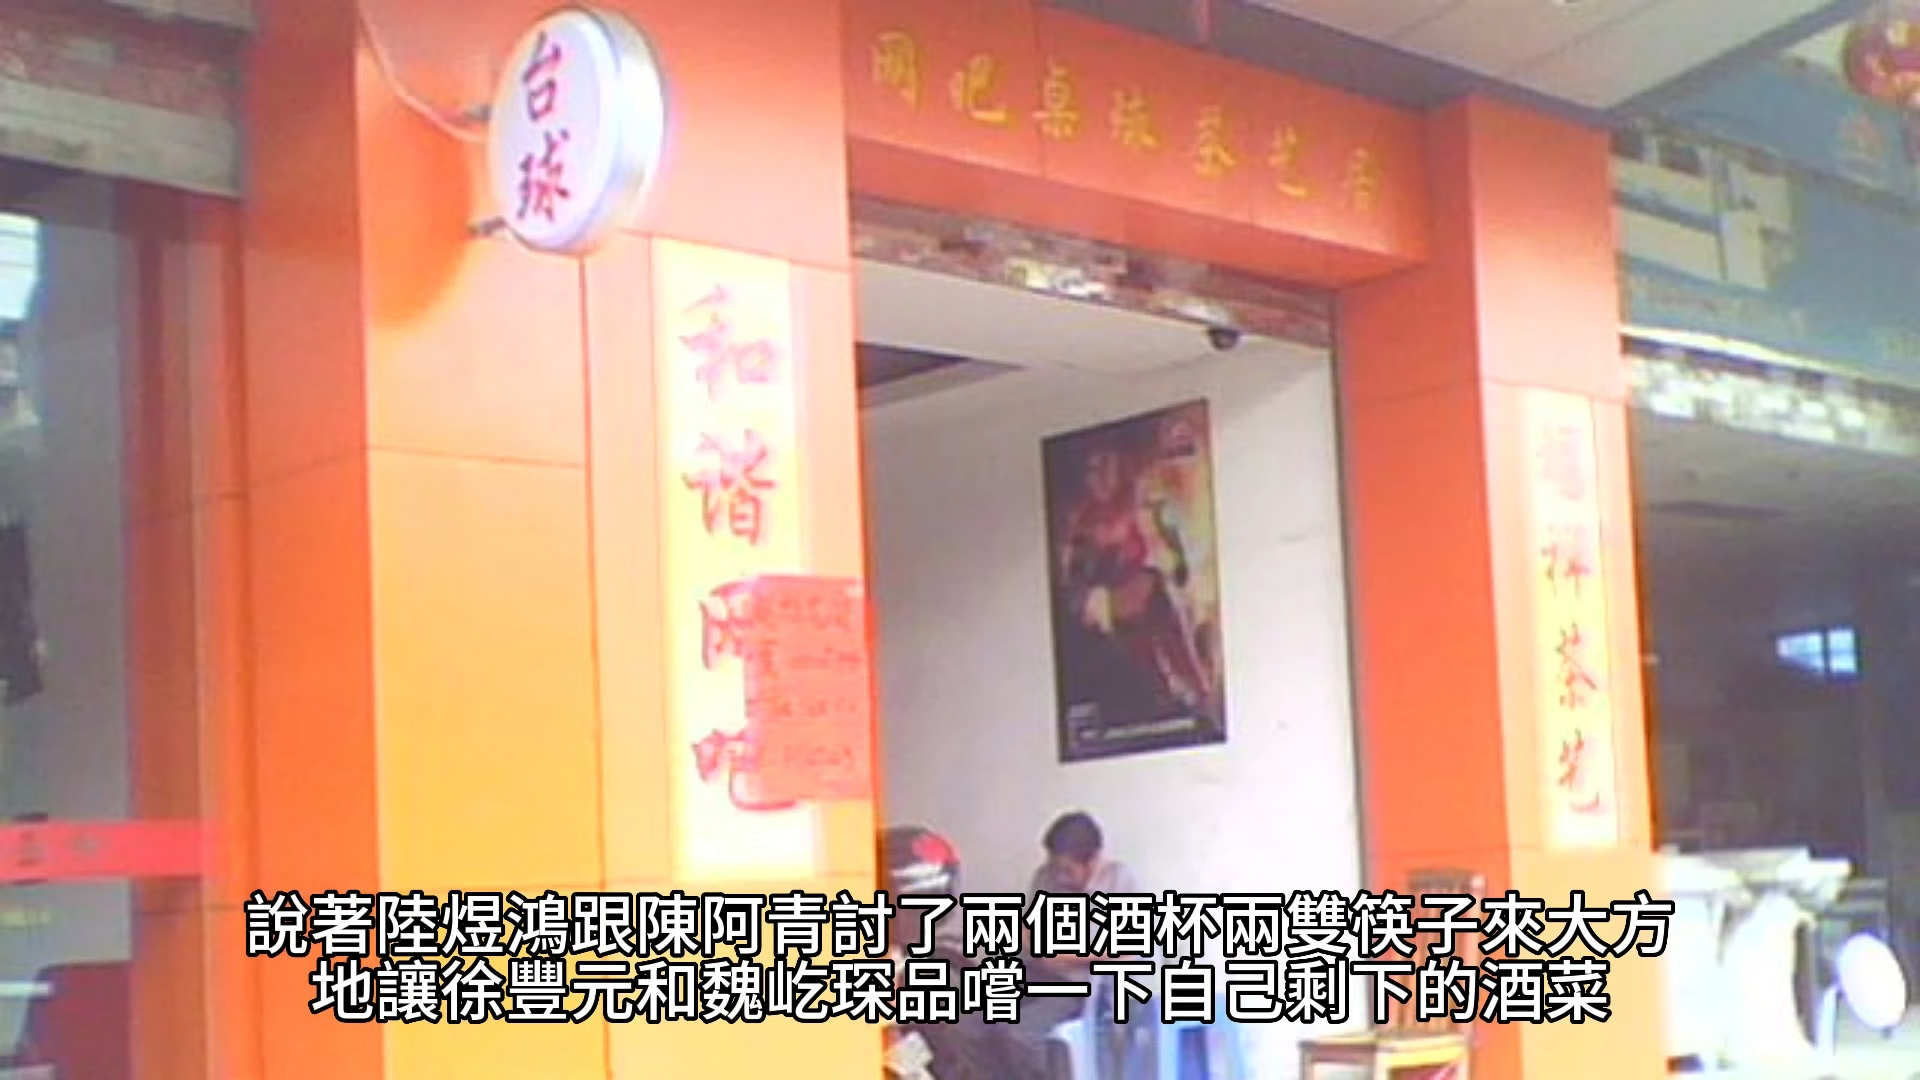 台球
网吧桌球茶艺居
和谐网吧
福祥茶艺
說著陸煜鴻跟陳阿青討了兩個酒杯兩雙筷子來大方
地讓徐豐元和魏屹琛品嚐一下自己剩下的酒菜